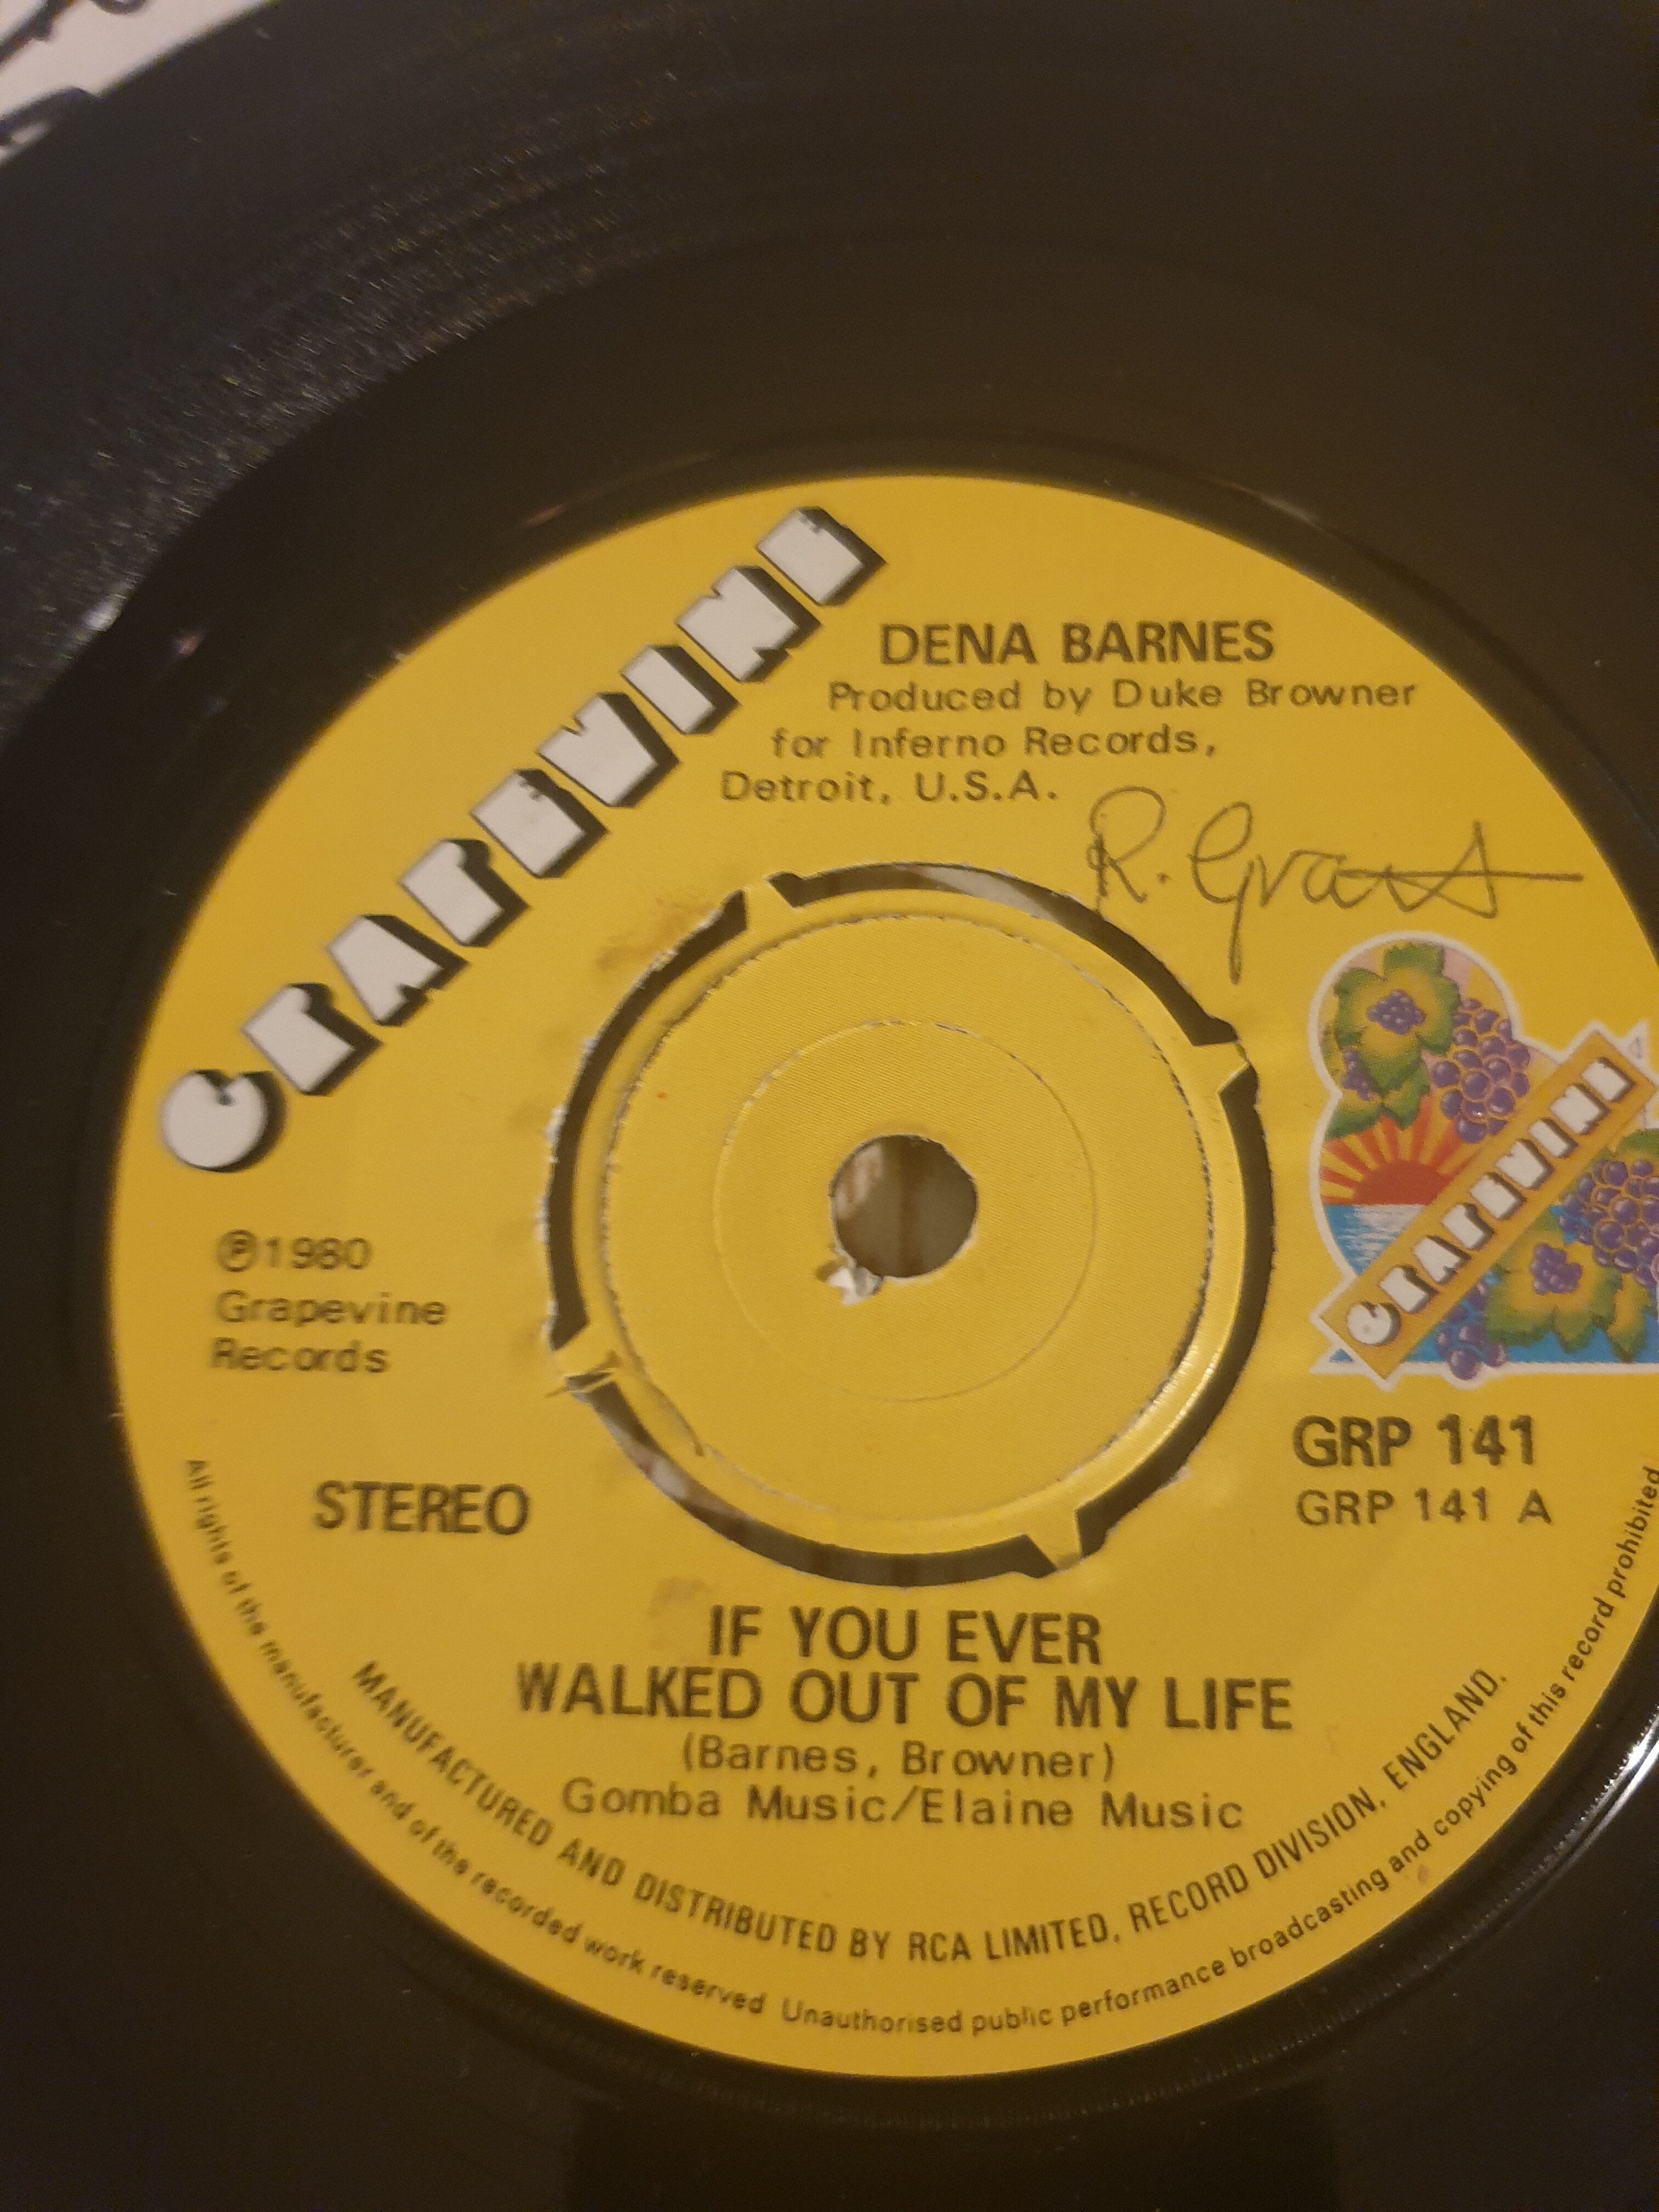 GRAPEVINE
DENA BARNES
Produced by Duke Browner
for Inferno Records,
Detroit, U.S.A.
R. Grant
GRAPEVINE
℗1980
Grapevine
Records
STEREO
GRP 141
GRP 141 A
IF YOU EVER
WALKED OUT OF MY LIFE
(Barnes, Browner)
Gomba Music/Elaine Music
MANUFACTURED AND DISTRIBUTED BY RCA LIMITED, RECORD DIVISION, ENGLAND.
All rights of the manufacturer and of the recorded work reserved Unauthorised public performance broadcasting and copying of this record prohibited